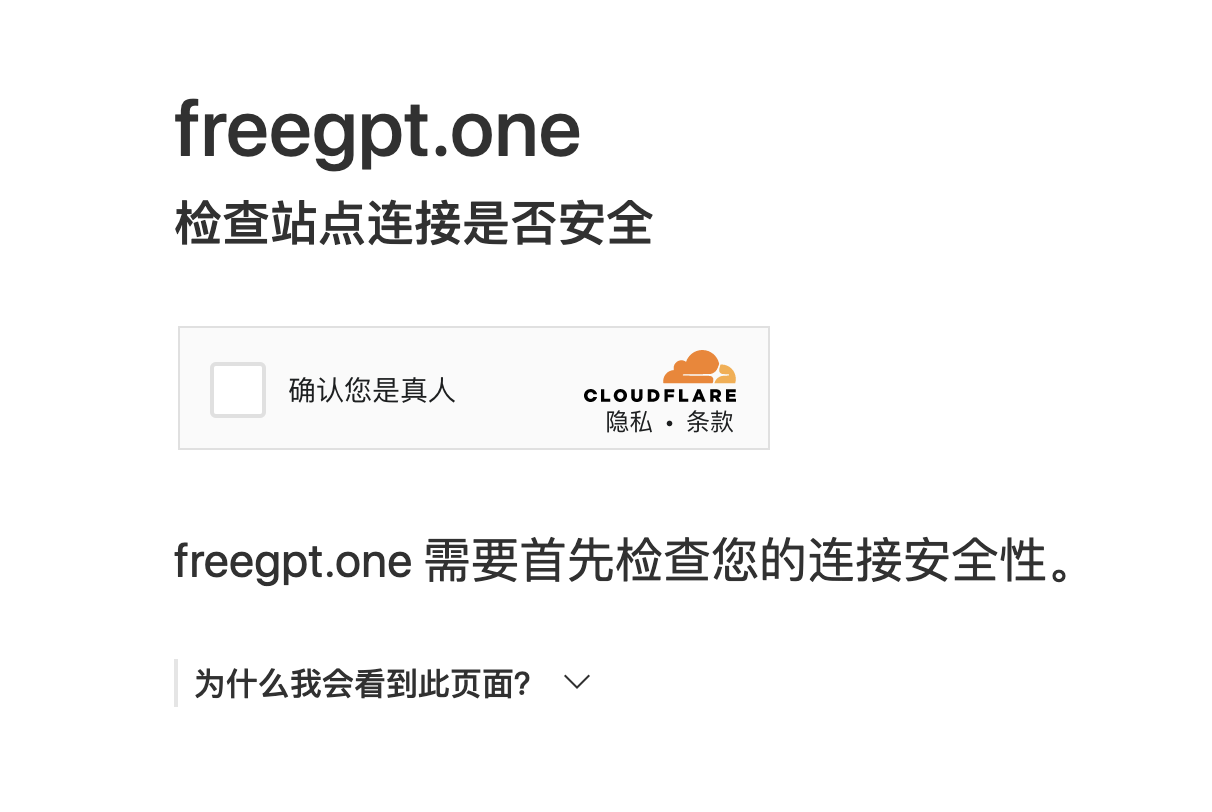 freegpt.one
检查站点连接是否安全
确认您是真人
CLOUDFLARE
隐私 • 条款
freegpt.one 需要首先检查您的连接安全性。
为什么我会看到此页面?